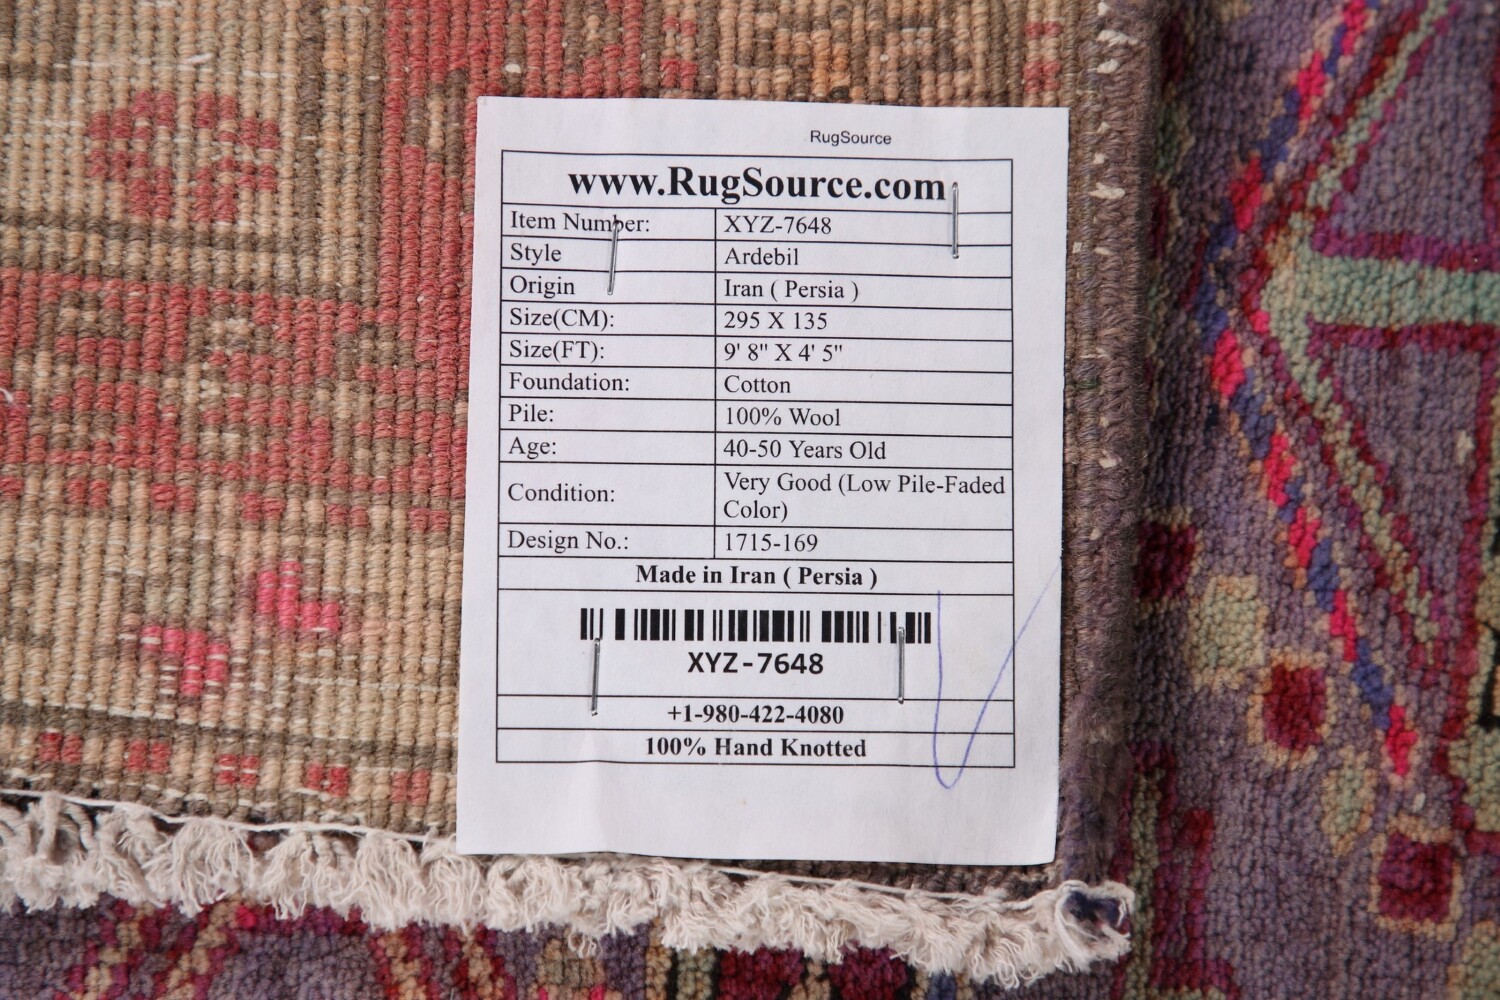 RugSource
www.RugSource.com
Item Number: XYZ-7648
Style Ardebil
Origin Iran ( Persia )
Size(CM): 295 X 135
Size(FT): 9' 8" X 4' 5"
Foundation: Cotton
Pile: 100% Wool
Age: 40-50 Years Old
Condition: Very Good (Low Pile-Faded
Color)
Design No.: 1715-169
Made in Iran ( Persia )
XYZ-7648
+1-980-422-4080
100% Hand Knotted